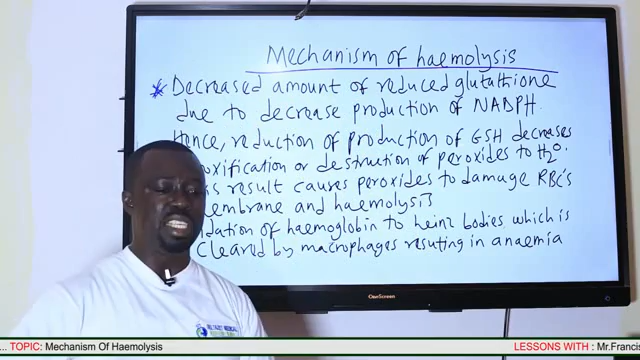 Mechanism of haemolysis
* Decreased amount of reduced glutathione
due to decrease production of NADPH.
Hence, reduction of production of GSH decreases
oxification or destruction of peroxides to H2O.
result causes peroxides to damage RBC's
membrane and haemolysis
dation of haemoglobin to heinz bodies which is
cleared by macrophages resulting in anaemia
OneScreen
... TOPIC: Mechanism Of Haemolysis
LESSONS WITH : Mr.Francis